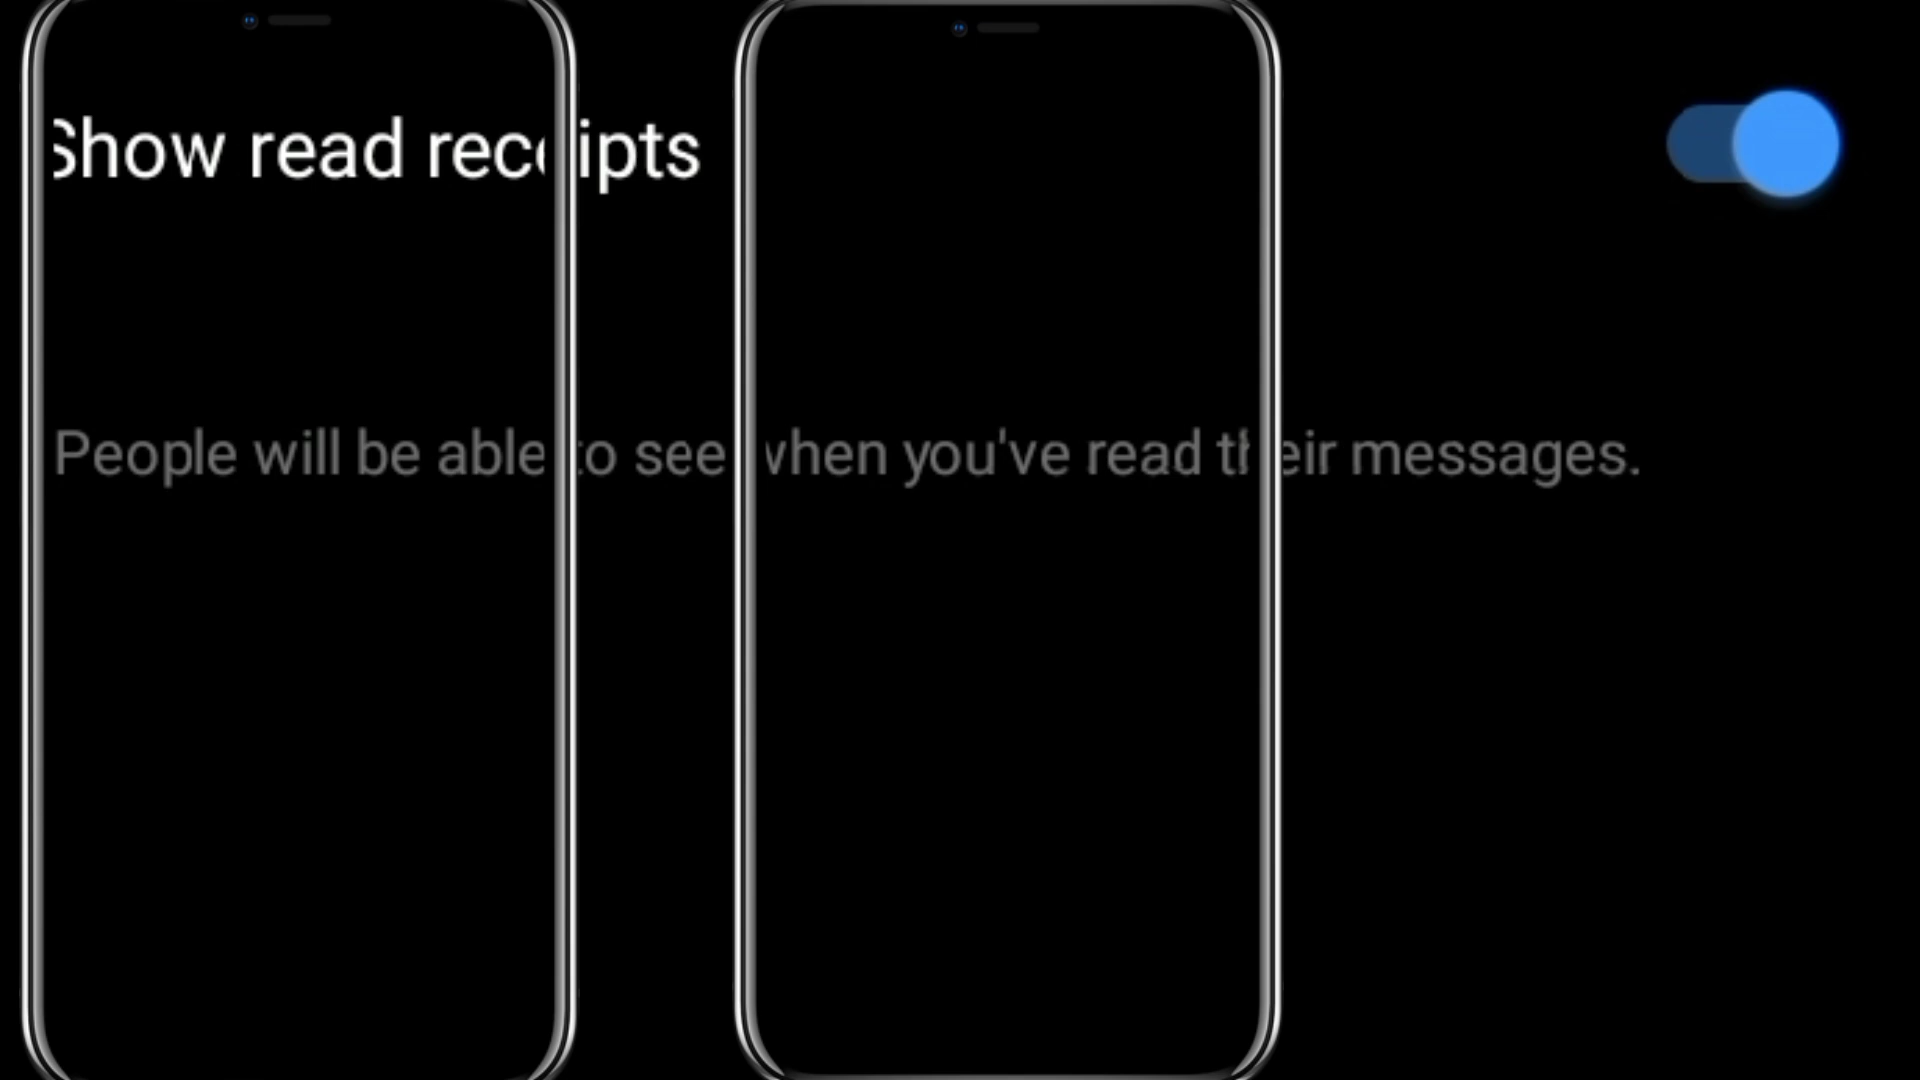 Show read receipts
People will be able to see when you've read their messages.